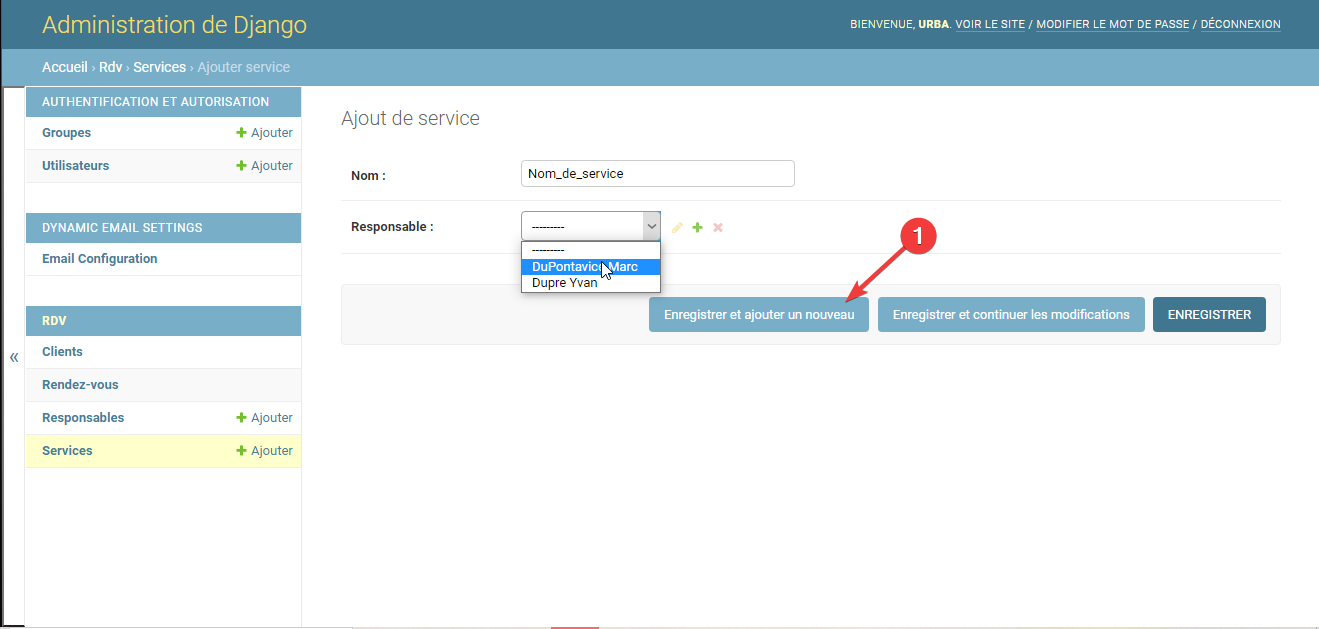 Administration de Django
BIENVENUE, URBA. VOIR LE SITE / MODIFIER LE MOT DE PASSE / DÉCONNEXION
Accueil › Rdv › Services › Ajouter service
AUTHENTIFICATION ET AUTORISATION
Groupes + Ajouter
Utilisateurs + Ajouter
DYNAMIC EMAIL SETTINGS
Email Configuration
RDV
Clients
Rendez-vous
Responsables + Ajouter
Services + Ajouter
«
Ajout de service
Nom : Nom_de_service
Responsable : ---------
---------
DuPontavice Marc
Dupre Yvan
1
Enregistrer et ajouter un nouveau
Enregistrer et continuer les modifications
ENREGISTRER